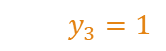 y₃ = 1